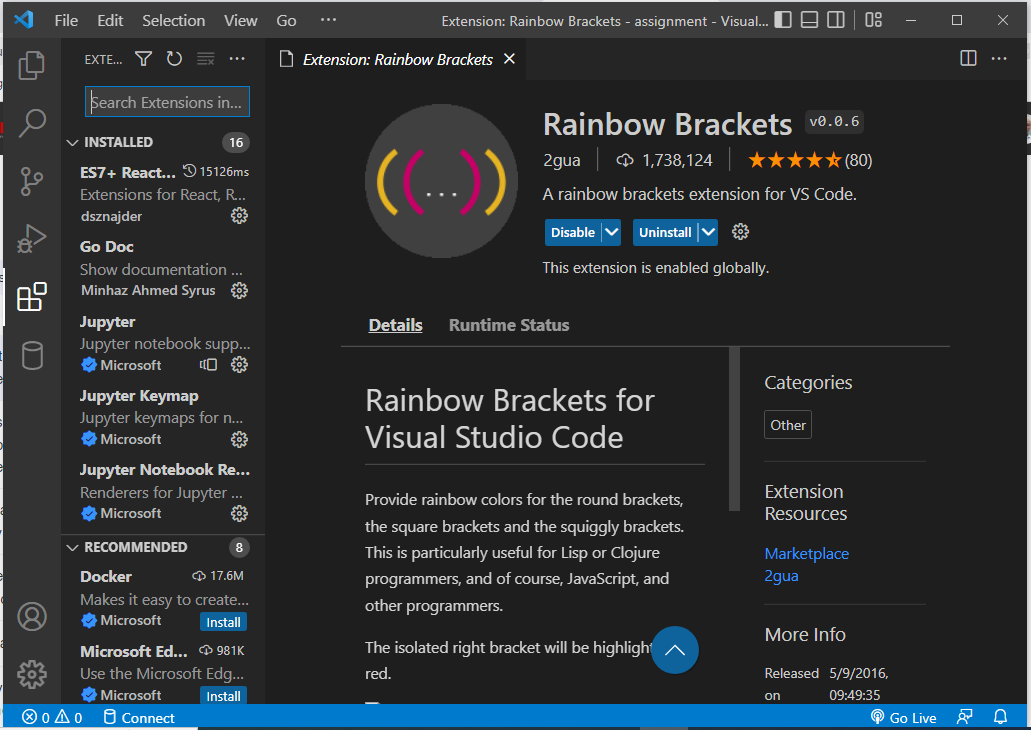 File Edit Selection View Go ··· Extension: Rainbow Brackets - assignment - Visual...
EXTE...
Extension: Rainbow Brackets
Search Extensions in...
INSTALLED 16
ES7+ React... 15126ms
Extensions for React, R...
dsznajder
Go Doc
Show documentation ...
Minhaz Ahmed Syrus
Jupyter
Jupyter notebook supp...
Microsoft
Jupyter Keymap
Jupyter keymaps for n...
Microsoft
Jupyter Notebook Re...
Renderers for Jupyter ...
Microsoft
RECOMMENDED 8
Docker 17.6M
Makes it easy to create...
Microsoft Install
Microsoft Ed... 981K
Use the Microsoft Edg...
Microsoft Install
(( ... ))
Rainbow Brackets v0.0.6
2gua 1,738,124 (80)
A rainbow brackets extension for VS Code.
Disable Uninstall
This extension is enabled globally.
Details Runtime Status
Rainbow Brackets for
Visual Studio Code
Provide rainbow colors for the round brackets,
the square brackets and the squiggly brackets.
This is particularly useful for Lisp or Clojure
programmers, and of course, JavaScript, and
other programmers.
The isolated right bracket will be highlight
red.
Categories
Other
Extension
Resources
Marketplace
2gua
More Info
Released 5/9/2016,
on 09:49:35
0 0 Connect Go Live